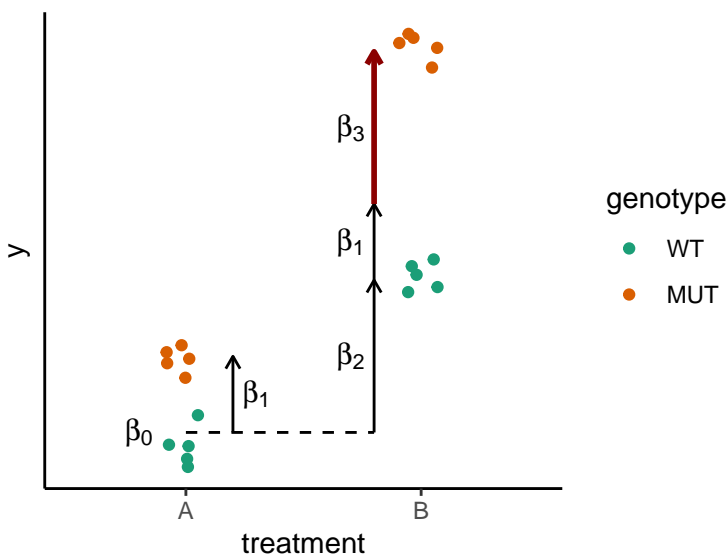 y
β3
β1
β2
β1
β0
A
B
treatment
genotype
WT
MUT